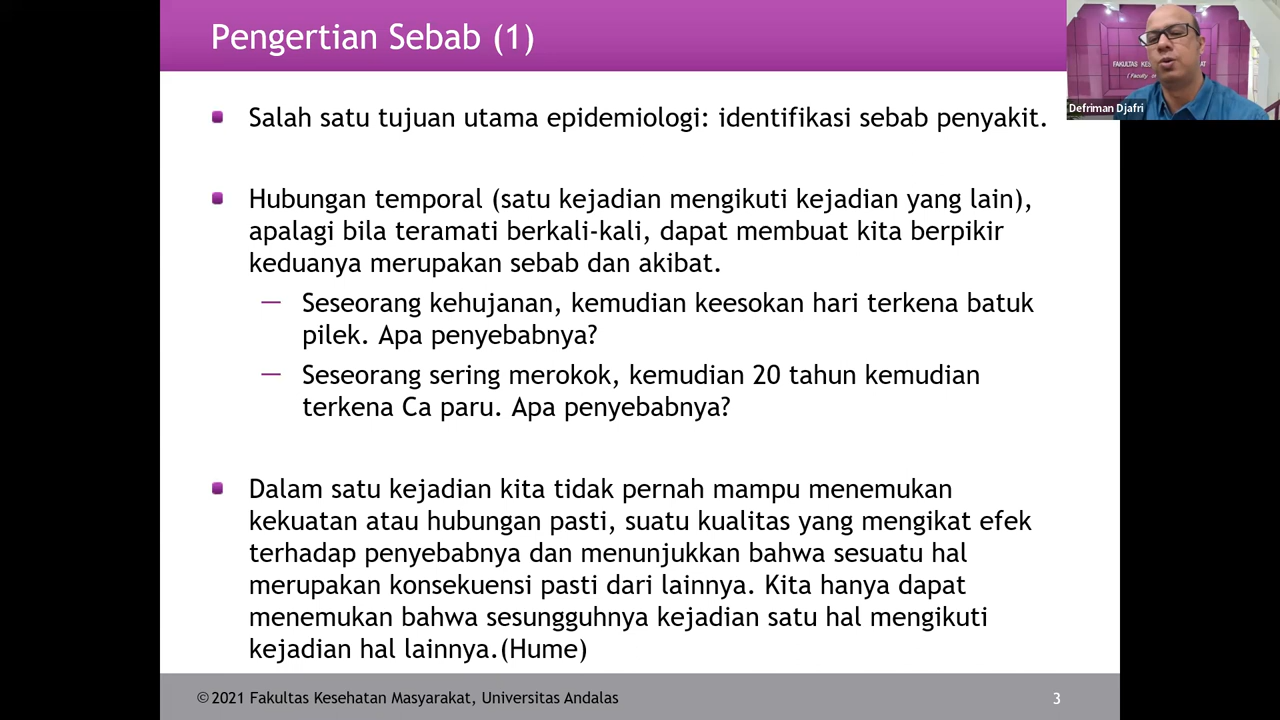 Pengertian Sebab (1)
FAKULTAS KES
Defriman Djafri
Salah satu tujuan utama epidemiologi: identifikasi sebab penyakit.
Hubungan temporal (satu kejadian mengikuti kejadian yang lain),
apalagi bila teramati berkali-kali, dapat membuat kita berpikir
keduanya merupakan sebab dan akibat.
— Seseorang kehujanan, kemudian keesokan hari terkena batuk
pilek. Apa penyebabnya?
— Seseorang sering merokok, kemudian 20 tahun kemudian
terkena Ca paru. Apa penyebabnya?
Dalam satu kejadian kita tidak pernah mampu menemukan
kekuatan atau hubungan pasti, suatu kualitas yang mengikat efek
terhadap penyebabnya dan menunjukkan bahwa sesuatu hal
merupakan konsekuensi pasti dari lainnya. Kita hanya dapat
menemukan bahwa sesungguhnya kejadian satu hal mengikuti
kejadian hal lainnya.(Hume)
©2021 Fakultas Kesehatan Masyarakat, Universitas Andalas
3